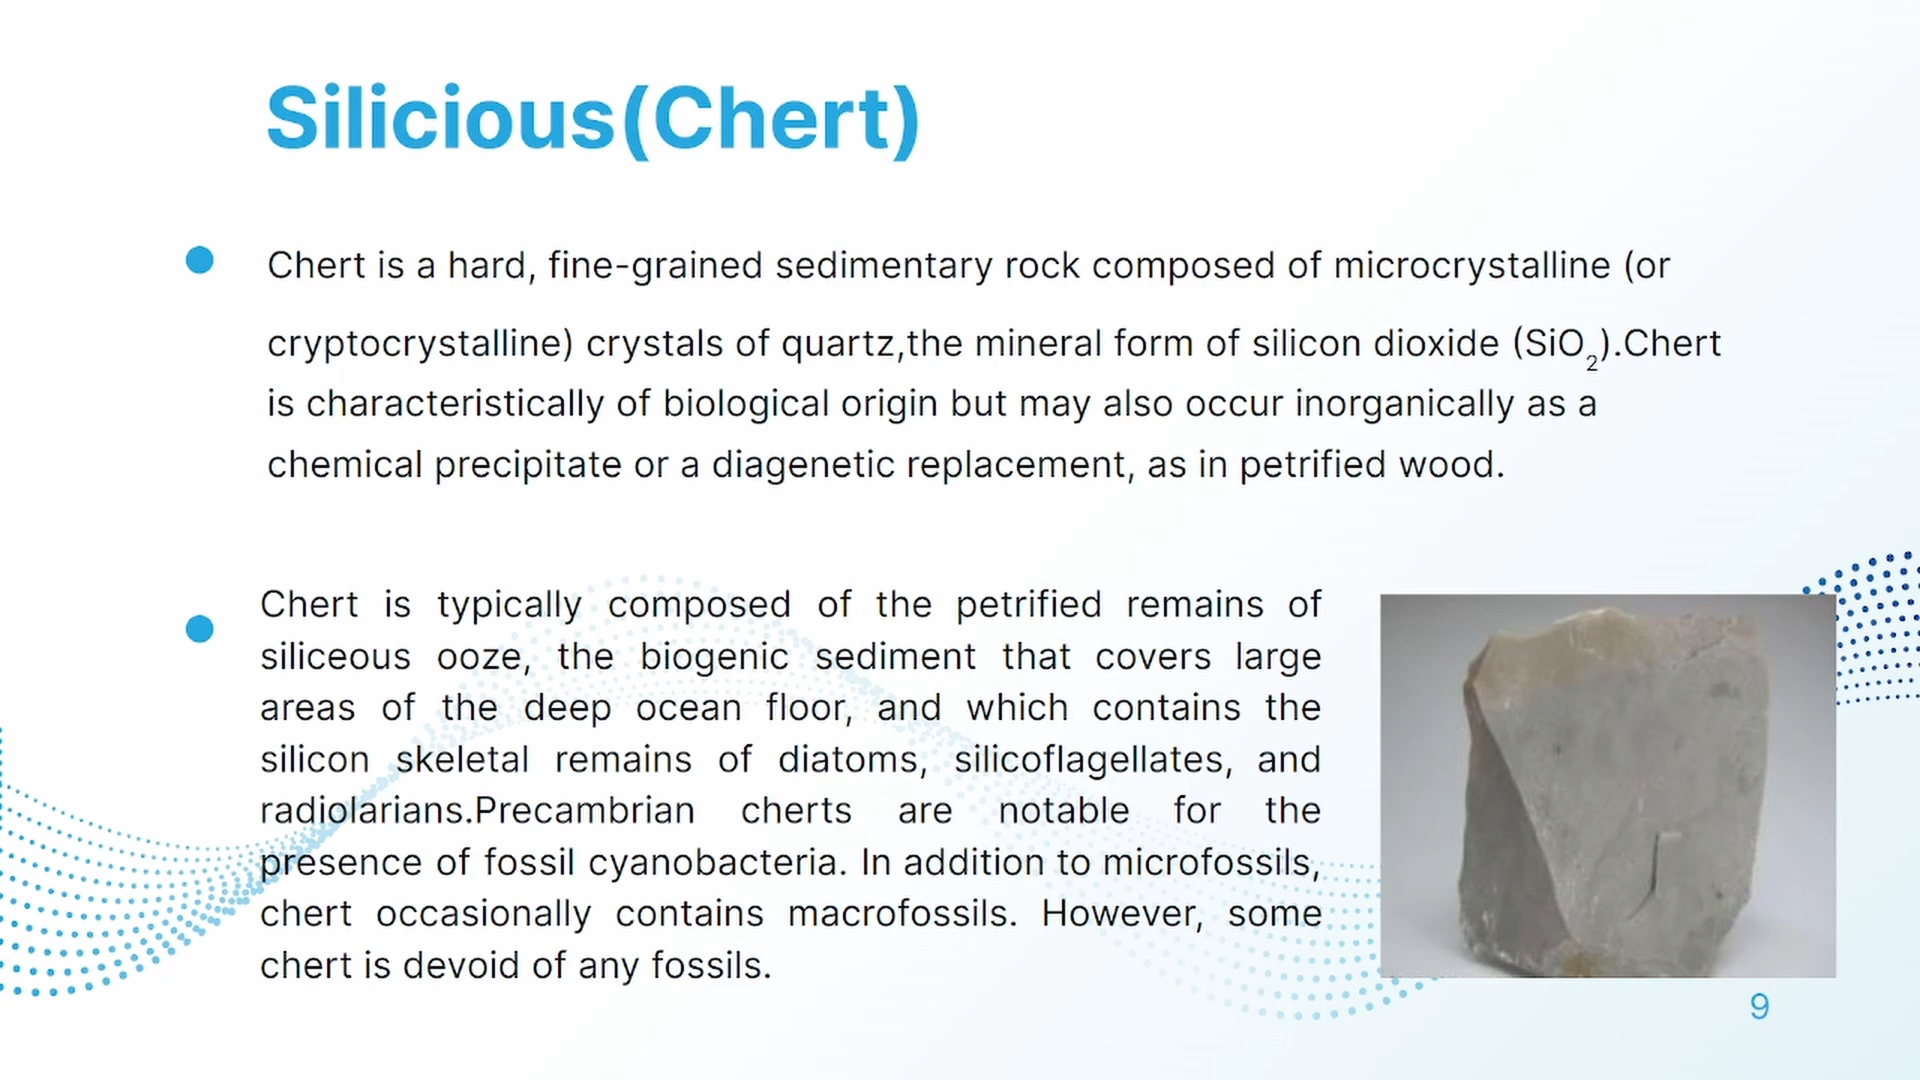 Silicious(Chert)
Chert is a hard, fine-grained sedimentary rock composed of microcrystalline (or
cryptocrystalline) crystals of quartz,the mineral form of silicon dioxide (SiO₂).Chert
is characteristically of biological origin but may also occur inorganically as a
chemical precipitate or a diagenetic replacement, as in petrified wood.
Chert is typically composed of the petrified remains of
siliceous ooze, the biogenic sediment that covers large
areas of the deep ocean floor, and which contains the
silicon skeletal remains of diatoms, silicoflagellates, and
radiolarians.Precambrian cherts are notable for the
presence of fossil cyanobacteria. In addition to microfossils,
chert occasionally contains macrofossils. However, some
chert is devoid of any fossils.
9